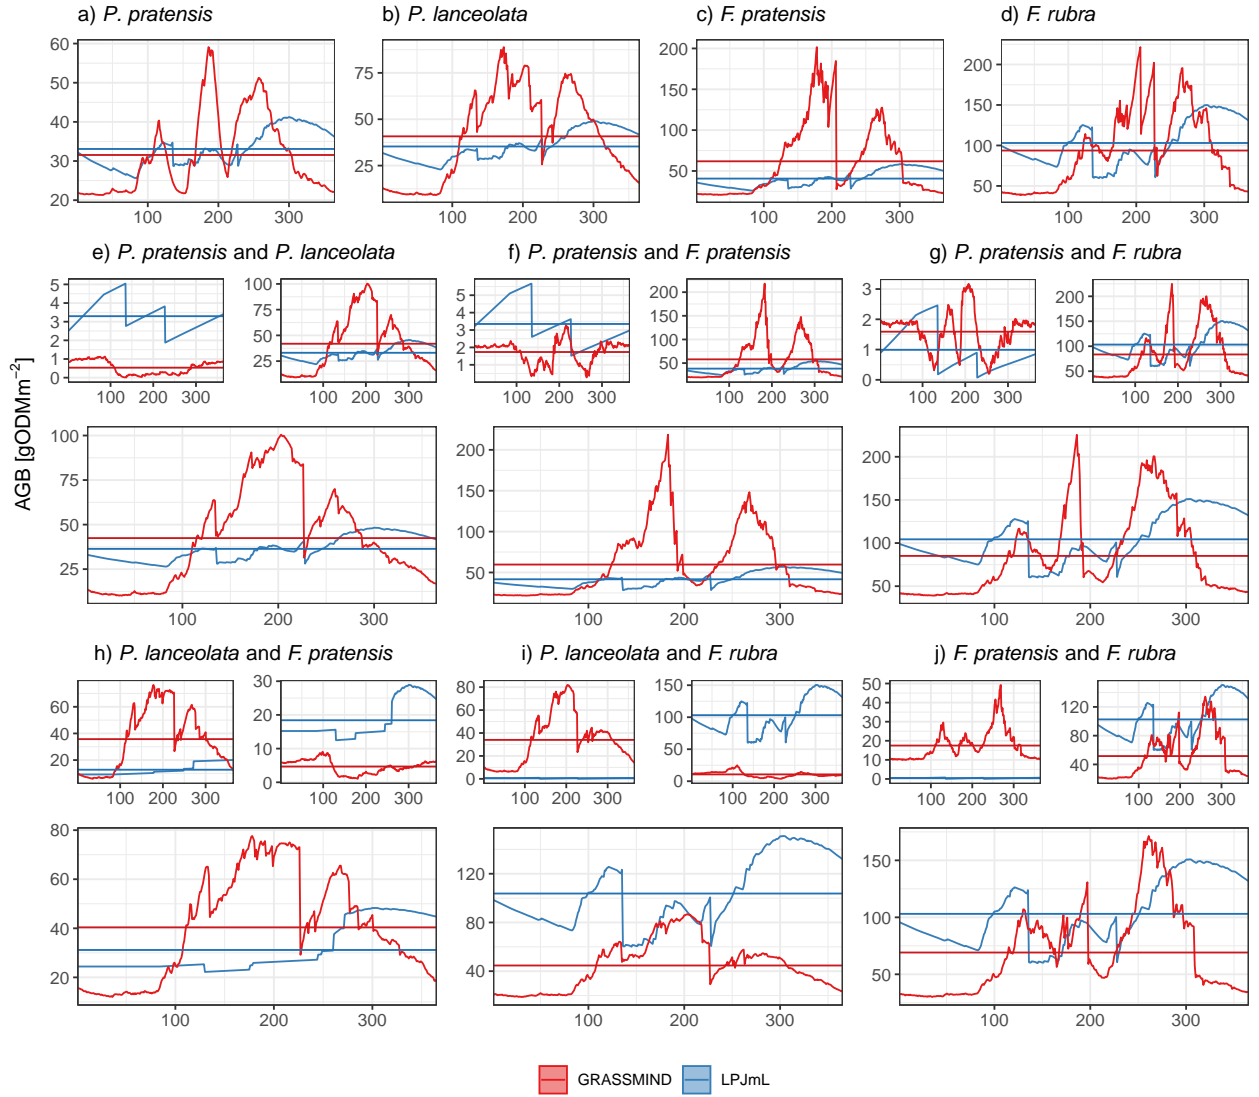 a) P. pratensis
b) P. lanceolata
c) F. pratensis
d) F. rubra
60
50
40
30
20
100 200 300
75
50
25
100 200 300
200
150
100
50
100 200 300
200
150
100
50
100 200 300
e) P. pratensis and P. lanceolata
f) P. pratensis and F. pratensis
g) P. pratensis and F. rubra
5
4
3
2
1
0
100 200 300
100
75
50
25
100 200 300
5
4
3
2
1
0
100 200 300
200
150
100
50
100 200 300
3
2
1
0
100 200 300
200
150
100
50
100 200 300
AGB [gODMm−2]
100
75
50
25
100 200 300
200
150
100
50
100 200 300
200
150
100
50
100 200 300
h) P. lanceolata and F. pratensis
i) P. lanceolata and F. rubra
j) F. pratensis and F. rubra
60
40
20
100 200 300
30
20
10
0
100 200 300
80
60
40
20
0
100 200 300
150
100
50
0
100 200 300
50
40
30
20
10
0
100 200 300
120
80
40
100 200 300
80
60
40
20
100 200 300
120
80
40
100 200 300
150
100
50
100 200 300
GRASSMIND
LPJmL